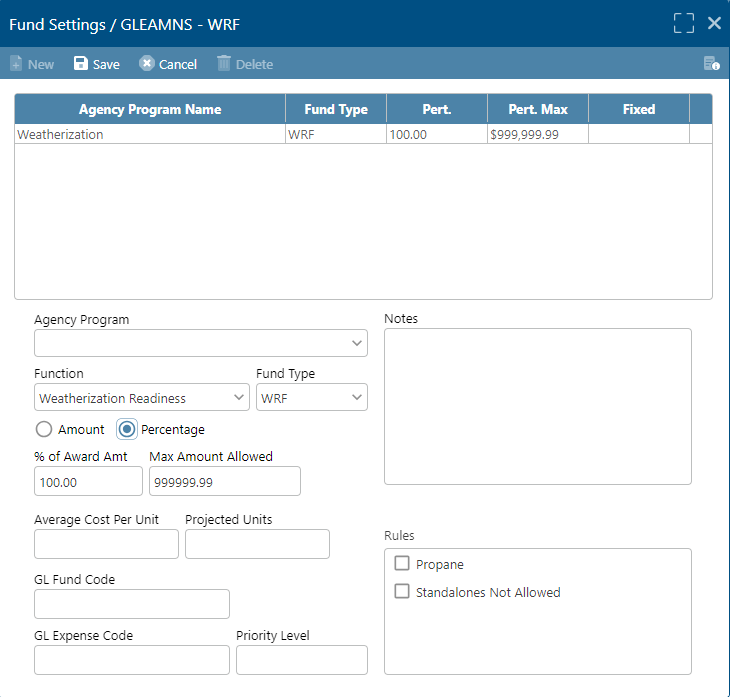 Fund Settings / GLEAMNS - WRF
New Save Cancel Delete
Agency Program Name Fund Type Pert. Pert. Max Fixed
Weatherization WRF 100.00 $999,999.99
Agency Program
Notes
Function Fund Type
Weatherization Readiness WRF
Amount Percentage
% of Award Amt Max Amount Allowed
100.00 999999.99
Average Cost Per Unit Projected Units
Rules
Propane
GL Fund Code
Standalones Not Allowed
GL Expense Code Priority Level